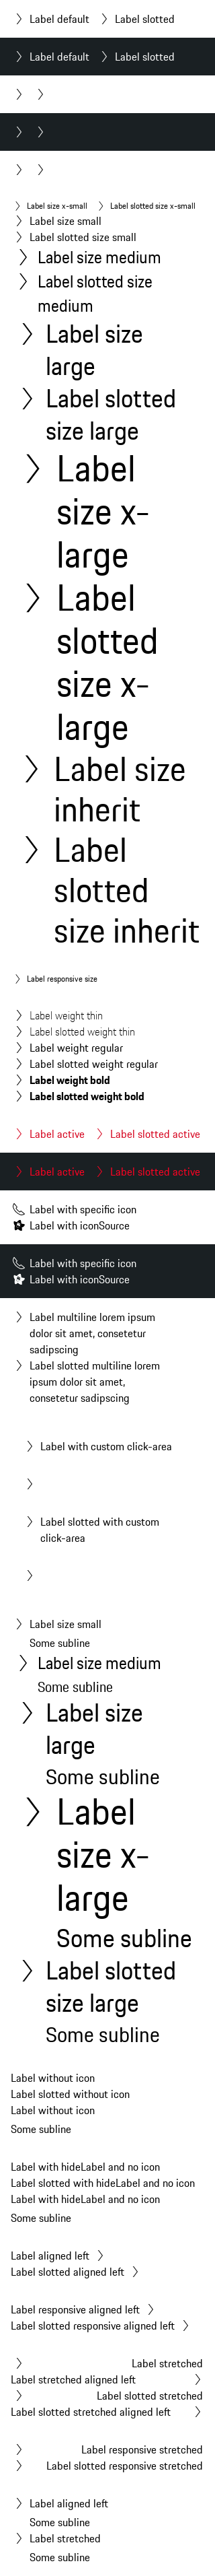 Label default Label slotted
Label default Label slotted
Label size x-small Label slotted size x-small
Label size small
Label slotted size small
Label size medium
Label slotted size
medium
Label size
large
Label slotted
size large
Label
size x-
large
Label
slotted
size x-
large
Label size
inherit
Label
slotted
size inherit
Label responsive size
Label weight thin
Label slotted weight thin
Label weight regular
Label slotted weight regular
Label weight bold
Label slotted weight bold
Label active Label slotted active
Label active Label slotted active
Label with specific icon
Label with iconSource
Label with specific icon
Label with iconSource
Label multiline lorem ipsum
dolor sit amet, consetetur
sadipscing
Label slotted multiline lorem
ipsum dolor sit amet,
consetetur sadipscing
Label with custom click-area
Label slotted with custom
click-area
Label size small
Some subline
Label size medium
Some subline
Label size
large
Some subline
Label
size x-
large
Some subline
Label slotted
size large
Some subline
Label without icon
Label slotted without icon
Label without icon
Some subline
Label with hideLabel and no icon
Label slotted with hideLabel and no icon
Label with hideLabel and no icon
Some subline
Label aligned left
Label slotted aligned left
Label responsive aligned left
Label slotted responsive aligned left
Label stretched
Label stretched aligned left
Label slotted stretched
Label slotted stretched aligned left
Label responsive stretched
Label slotted responsive stretched
Label aligned left
Some subline
Label stretched
Some subline